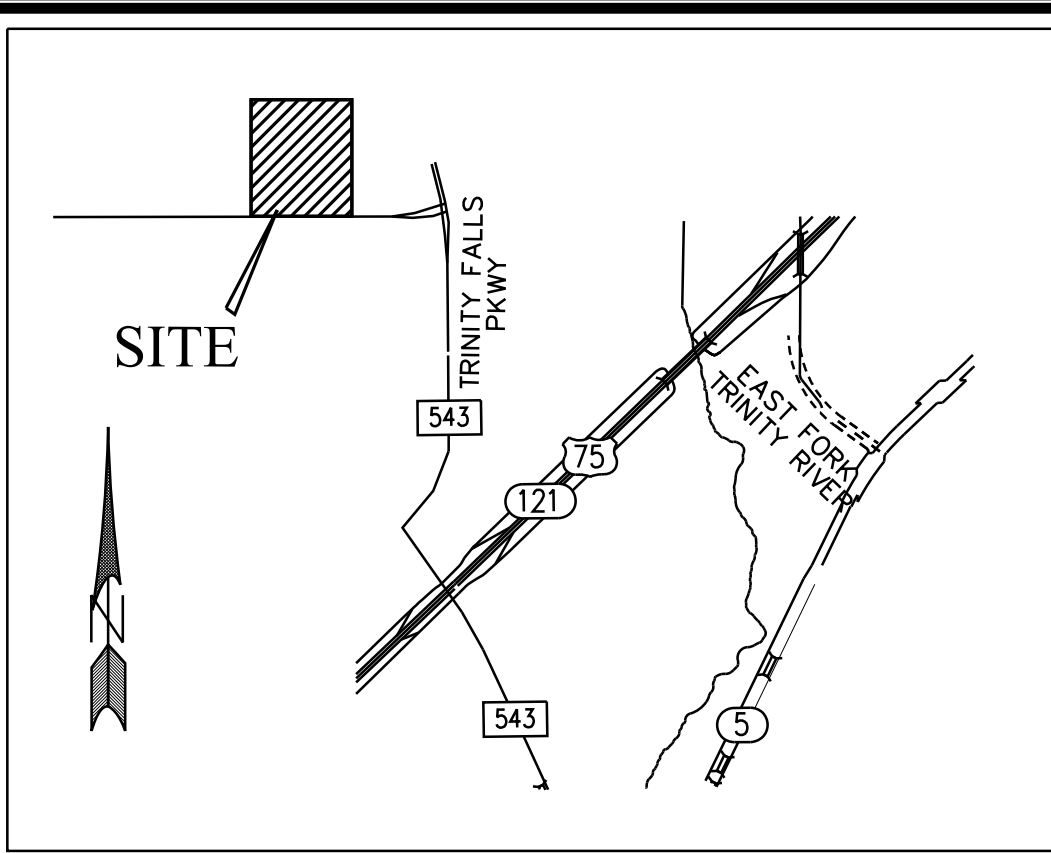 SITE
TRINITY FALLS
PKWY
543
75
121
EAST FORK
TRINITY RIVER
N
543
5